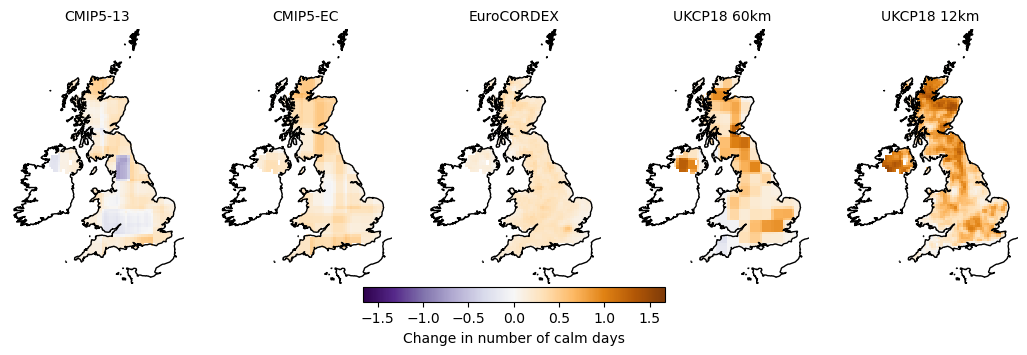 CMIP5-13 CMIP5-EC EuroCORDEX UKCP18 60km UKCP18 12km
−1.5 −1.0 −0.5 0.0 0.5 1.0 1.5
Change in number of calm days